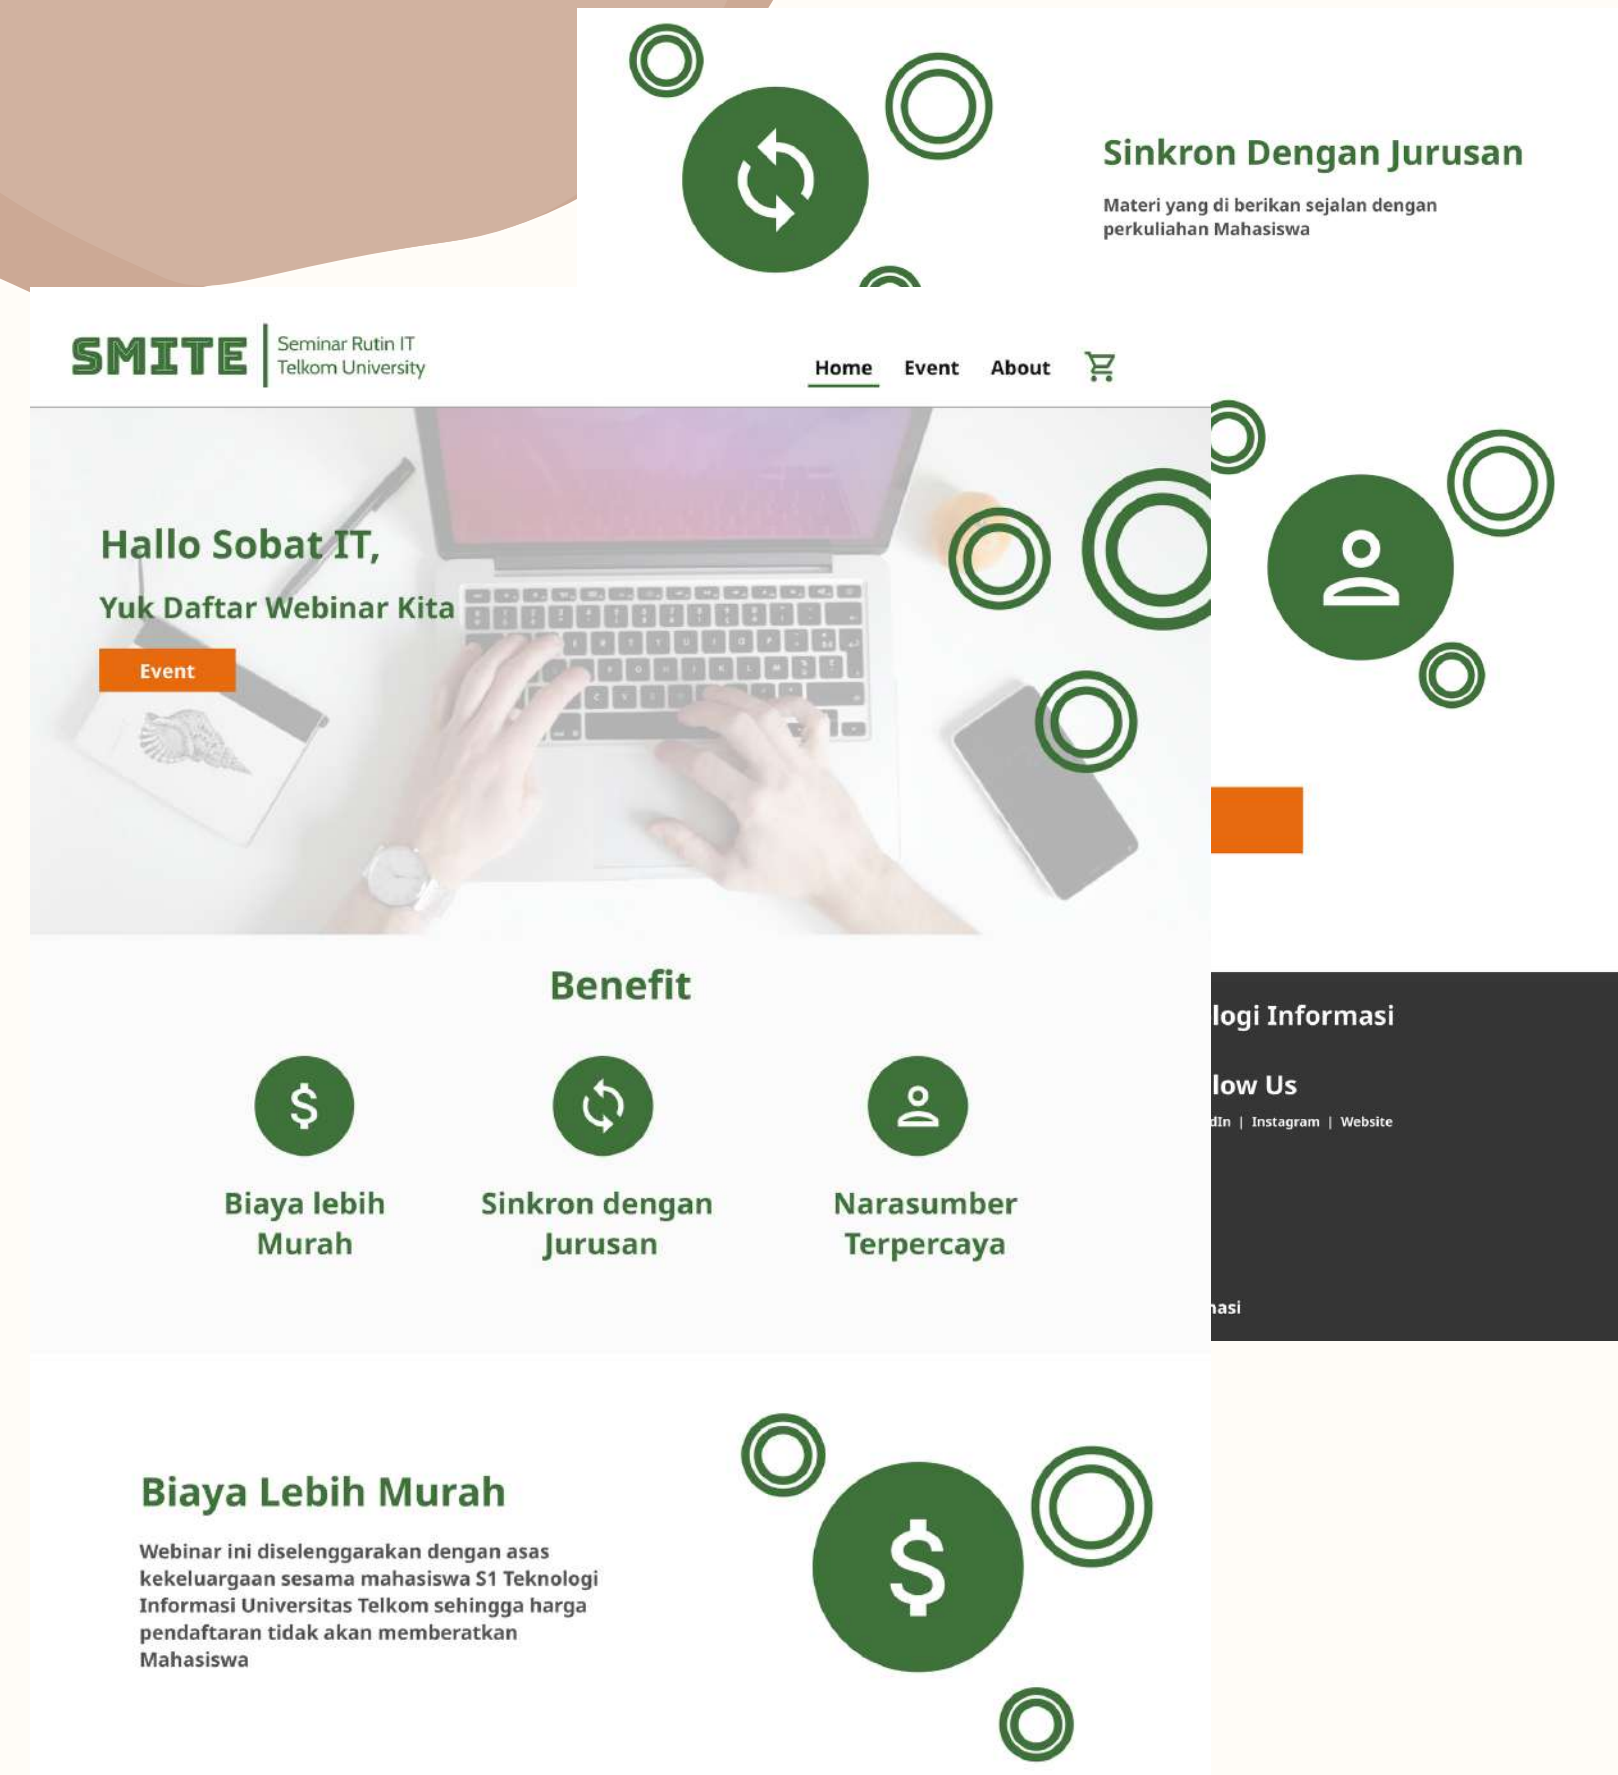 Sinkron Dengan Jurusan
Materi yang di berikan sejalan dengan
perkuliahan Mahasiswa
SMITE
Seminar Rutin IT
Telkom University
Home Event About
Hallo Sobat IT,
Yuk Daftar Webinar Kita
Event
Benefit
$
Biaya lebih
Murah
Sinkron dengan
Jurusan
Narasumber
Terpercaya
logi Informasi
low Us
dIn | Instagram | Website
nasi
Biaya Lebih Murah
Webinar ini diselenggarakan dengan asas
kekeluargaan sesama mahasiswa S1 Teknologi
Informasi Universitas Telkom sehingga harga
pendaftaran tidak akan memberatkan
Mahasiswa
$